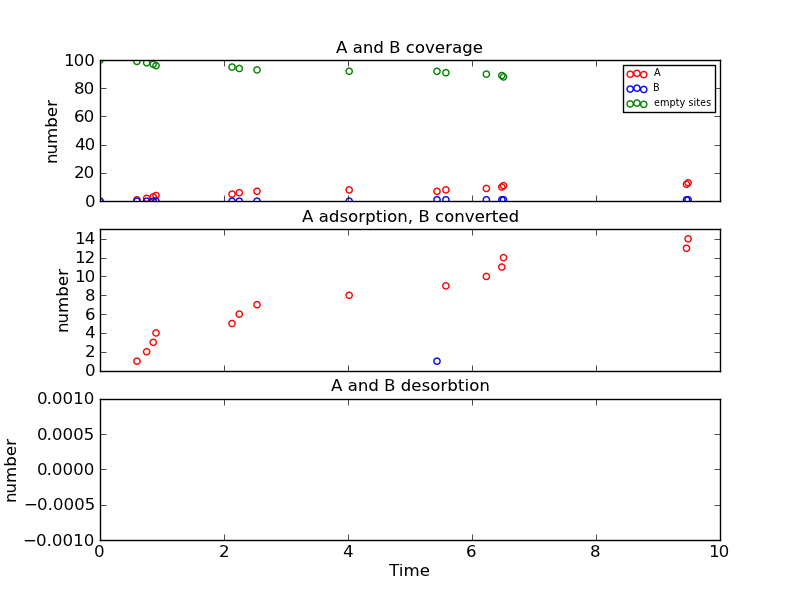 A and B coverage
100
80
60
40
20
0
number
A
B
empty sites
A adsorption, B converted
14
12
10
8
6
4
2
0
number
A and B desorbtion
0.0010
0.0005
0.0000
−0.0005
−0.0010
number
0 2 4 6 8 10
Time